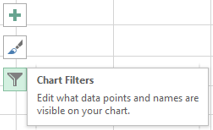 Chart Filters
Edit what data points and names are
visible on your chart.